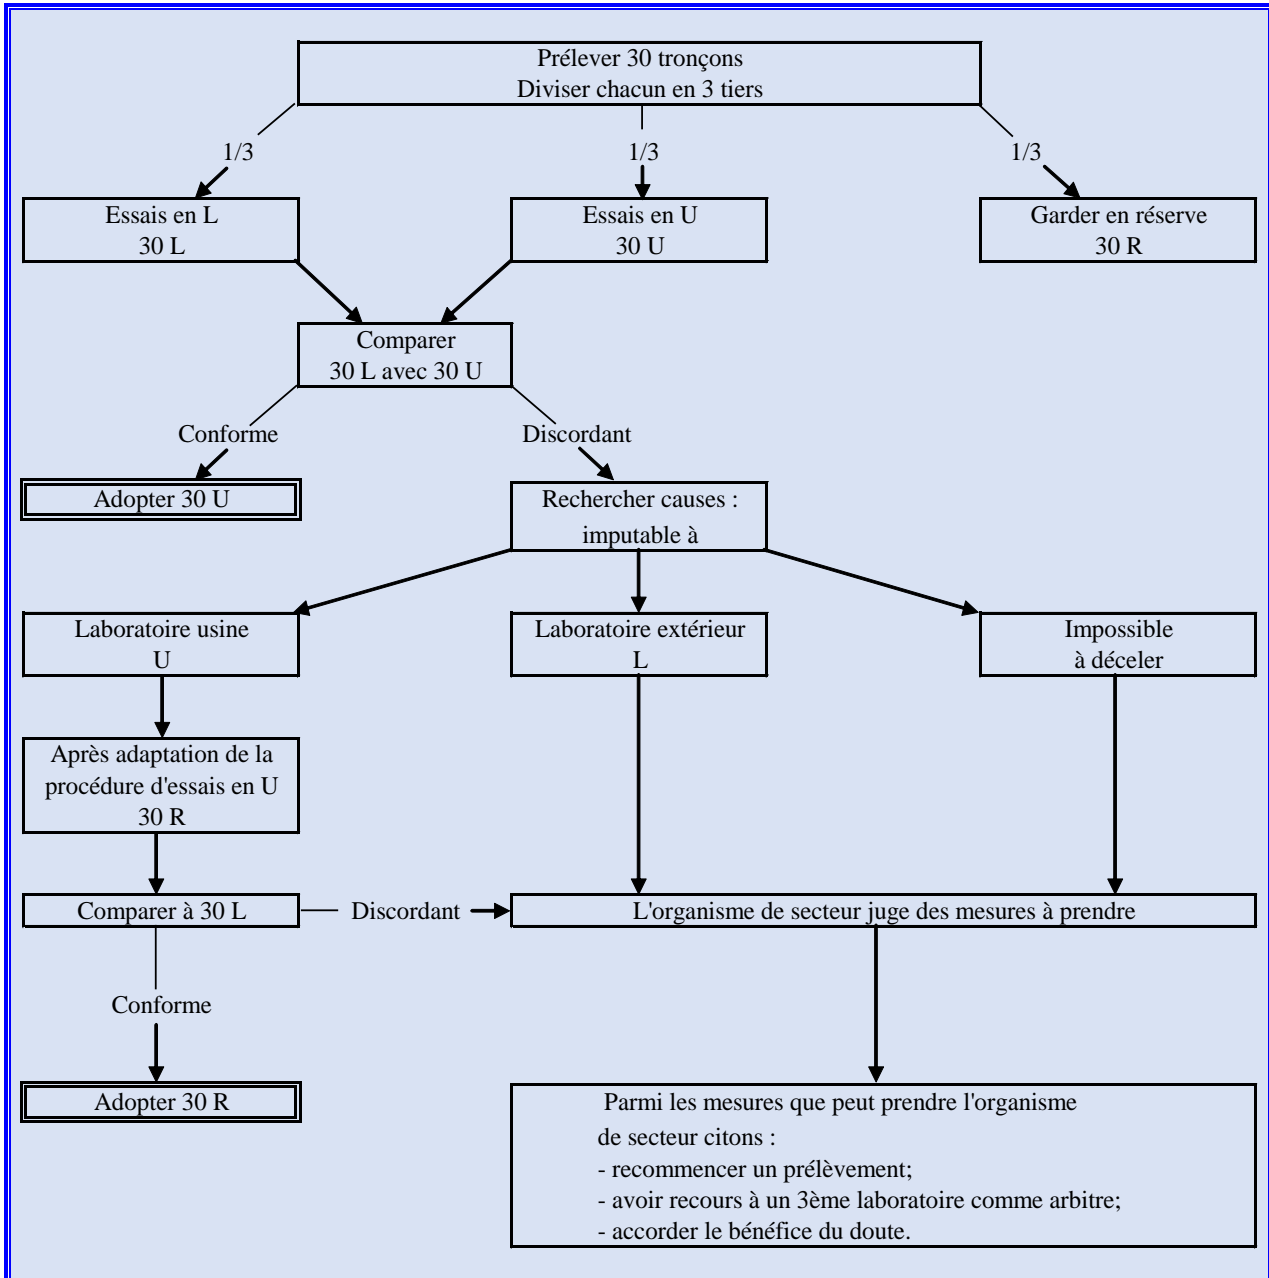 Prélever 30 tronçons
Diviser chacun en 3 tiers
1/3
1/3
1/3
Essais en L
30 L
Essais en U
30 U
Garder en réserve
30 R
Comparer
30 L avec 30 U
Conforme
Discordant
Adopter 30 U
Rechercher causes :
imputable à
Laboratoire usine
U
Laboratoire extérieur
L
Impossible
à déceler
Après adaptation de la
procédure d'essais en U
30 R
Comparer à 30 L
Discordant
L'organisme de secteur juge des mesures à prendre
Conforme
Adopter 30 R
Parmi les mesures que peut prendre l'organisme
de secteur citons :
- recommencer un prélèvement;
- avoir recours à un 3ème laboratoire comme arbitre;
- accorder le bénéfice du doute.